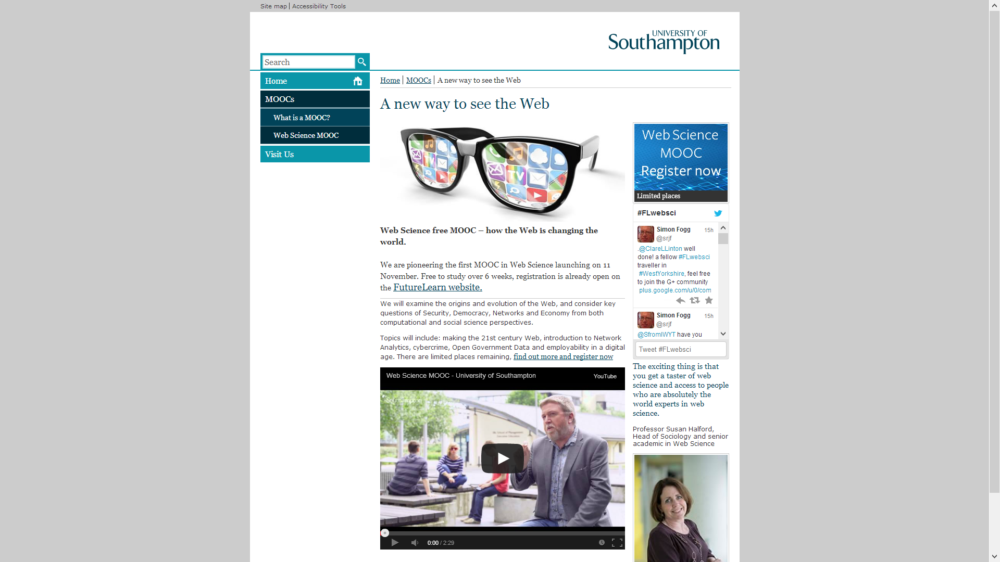 Site map
Accessibility Tools
UNIVERSITY OF
Southampton
Search
Home
MOOCs
What is a MOOC?
Web Science MOOC
Visit Us
Home
MOOCs
A new way to see the Web
A new way to see the Web
TV
Web Science free MOOC – how the Web is changing the
world.
We are pioneering the first MOOC in Web Science launching on 11
November. Free to study over 6 weeks, registration is already open on
the FutureLearn website.
We will examine the origins and evolution of the Web, and consider key
questions of Security, Democracy, Networks and Economy from both
computational and social science perspectives.
Topics will include: making the 21st century Web, introduction to Network
Analytics, cybercrime, Open Government Data and employability in a digital
age. There are limited places remaining, find out more and register now
Web Science MOOC - University of Southampton
YouTube
Southampton
0:00 / 2:29
Web Science
MOOC
Register now
Limited places
#FLwebsci
Simon Fogg 15h
@srjf
.@ClareLLinton well
done! a fellow #FLwebsci
traveller in
#WestYorkshire, feel free
to join the G+ community
plus.google.com/u/0/com
Simon Fogg 15h
@srjf
@SfromIWYT have you
Tweet #FLwebsci
The exciting thing is that
you get a taster of web
science and access to people
who are absolutely the
world experts in web
science.
Professor Susan Halford,
Head of Sociology and senior
academic in Web Science